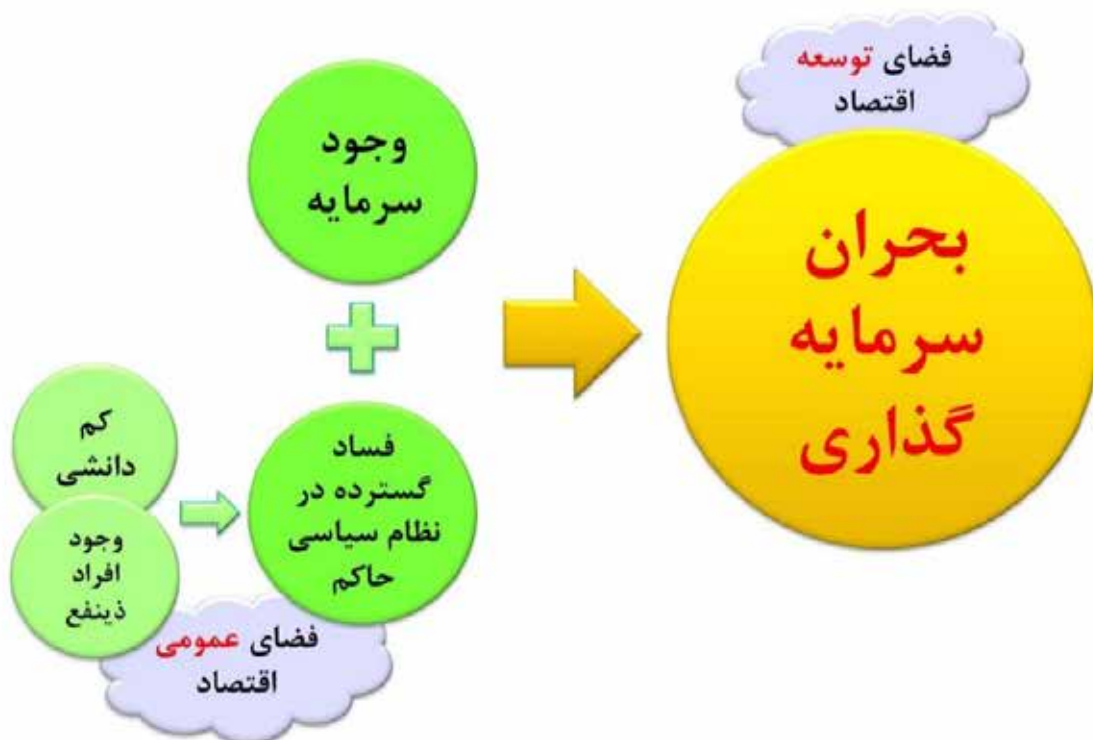 فضای توسعه
اقتصاد
بحران
سرمایه
گذاری
وجود
سرمایه
فساد
گسترده در
نظام سیاسی
حاکم
کم
دانشی
وجود
افراد
ذینفع
فضای عمومی
اقتصاد